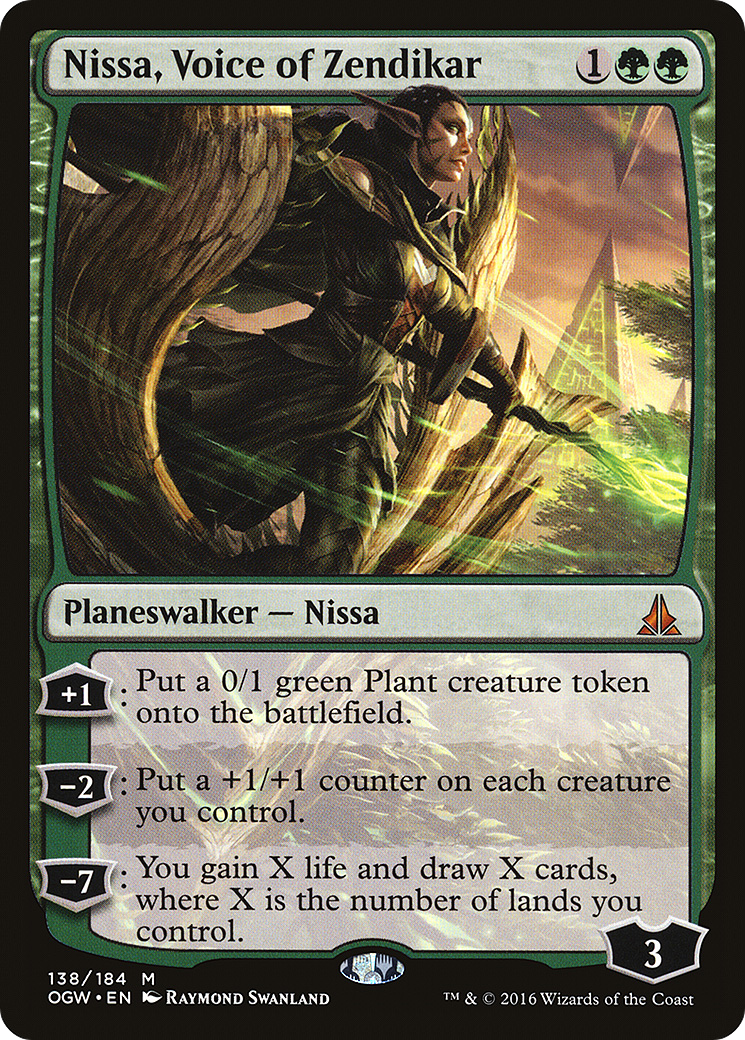 Nissa, Voice of Zendikar 1
Planeswalker — Nissa
+1 : Put a 0/1 green Plant creature token
onto the battlefield.
−2 : Put a +1/+1 counter on each creature
you control.
−7 : You gain X life and draw X cards,
where X is the number of lands you
control.
3
138/184 M
OGW • EN RAYMOND SWANLAND
™ & © 2016 Wizards of the Coast